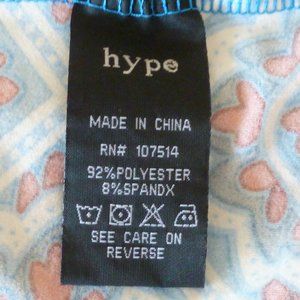 hype
MADE IN CHINA
RN# 107514
92%POLYESTER
8%SPANDX
SEE CARE ON
REVERSE